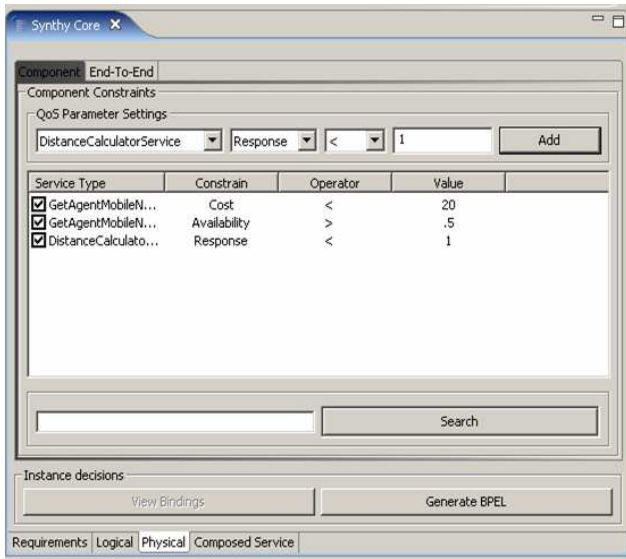 Synthy Core
Component End-To-End
Component Constraints
QoS Parameter Settings
DistanceCalculatorService Response < 1 Add
Service Type Constrain Operator Value
GetAgentMobileN... Cost < 20
GetAgentMobileN... Availability > .5
DistanceCalculato... Response < 1
Search
Instance decisions
View Bindings Generate BPEL
Requirements Logical Physical Composed Service